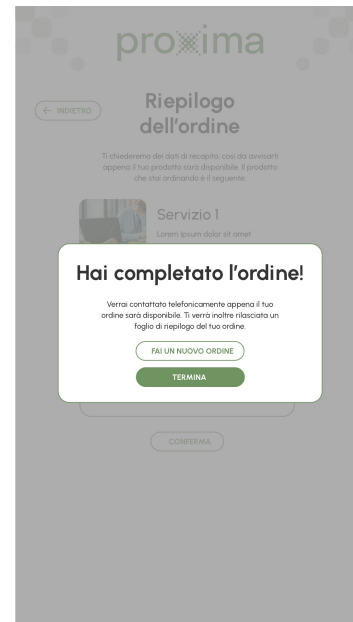 proxima
← INDIETRO
Riepilogo
dell’ordine
Ti chiederemo dei dati di recapito, così da avvisarti
appena il tuo prodotto sarà disponibile. Il prodotto
che stai ordinando è il seguente:
Servizio 1
Lorem ipsum dolor sit amet
Hai completato l’ordine!
Verrai contattato telefonicamente appena il tuo
ordine sarà disponibile. Ti verrà inoltre rilasciata un
foglio di riepilogo del tuo ordine.
FAI UN NUOVO ORDINE
TERMINA
CONFERMA